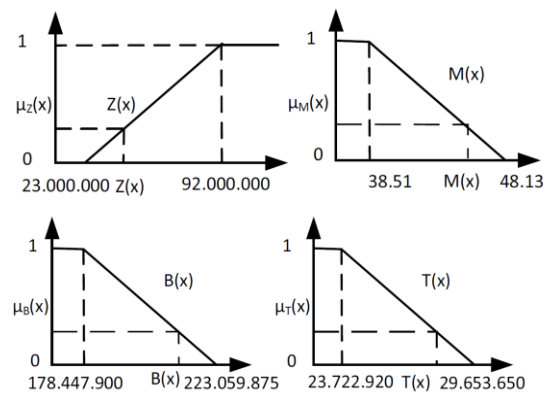 1
μZ(x)
Z(x)
0
23.000.000 Z(x) 92.000.000
1
M(x)
μM(x)
0
38.51 M(x) 48.13
1
B(x)
μB(x)
0
178.447.900 B(x) 223.059.875
1
T(x)
μT(x)
0
23.722.920 T(x) 29.653.650